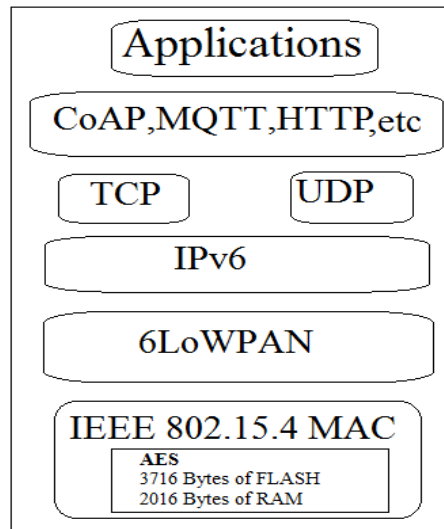 Applications
CoAP,MQTT,HTTP,etc
TCP UDP
IPv6
6LoWPAN
IEEE 802.15.4 MAC
AES
3716 Bytes of FLASH
2016 Bytes of RAM